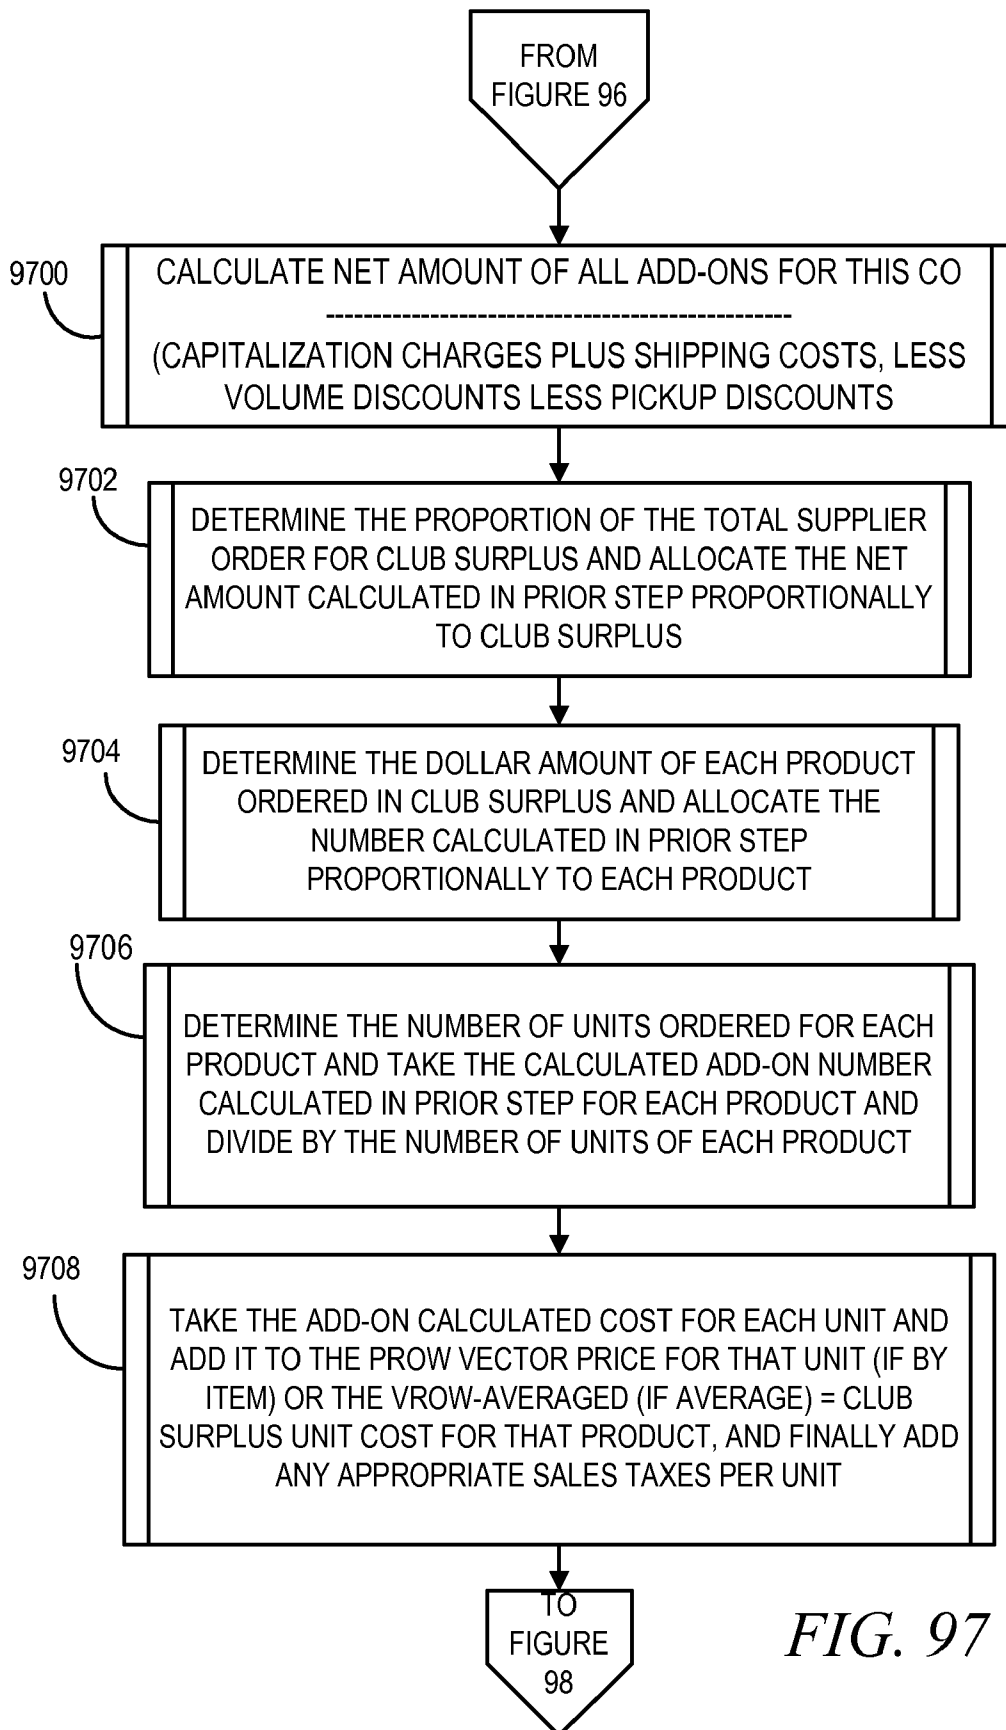 FROM
FIGURE 96
9700
CALCULATE NET AMOUNT OF ALL ADD-ONS FOR THIS CO
-------------------------------------------------
(CAPITALIZATION CHARGES PLUS SHIPPING COSTS, LESS
VOLUME DISCOUNTS LESS PICKUP DISCOUNTS
9702
DETERMINE THE PROPORTION OF THE TOTAL SUPPLIER
ORDER FOR CLUB SURPLUS AND ALLOCATE THE NET
AMOUNT CALCULATED IN PRIOR STEP PROPORTIONALLY
TO CLUB SURPLUS
9704
DETERMINE THE DOLLAR AMOUNT OF EACH PRODUCT
ORDERED IN CLUB SURPLUS AND ALLOCATE THE
NUMBER CALCULATED IN PRIOR STEP
PROPORTIONALLY TO EACH PRODUCT
9706
DETERMINE THE NUMBER OF UNITS ORDERED FOR EACH
PRODUCT AND TAKE THE CALCULATED ADD-ON NUMBER
CALCULATED IN PRIOR STEP FOR EACH PRODUCT AND
DIVIDE BY THE NUMBER OF UNITS OF EACH PRODUCT
9708
TAKE THE ADD-ON CALCULATED COST FOR EACH UNIT AND
ADD IT TO THE PROW VECTOR PRICE FOR THAT UNIT (IF BY
ITEM) OR THE VROW-AVERAGED (IF AVERAGE) = CLUB
SURPLUS UNIT COST FOR THAT PRODUCT, AND FINALLY ADD
ANY APPROPRIATE SALES TAXES PER UNIT
TO
FIGURE
98
FIG. 97